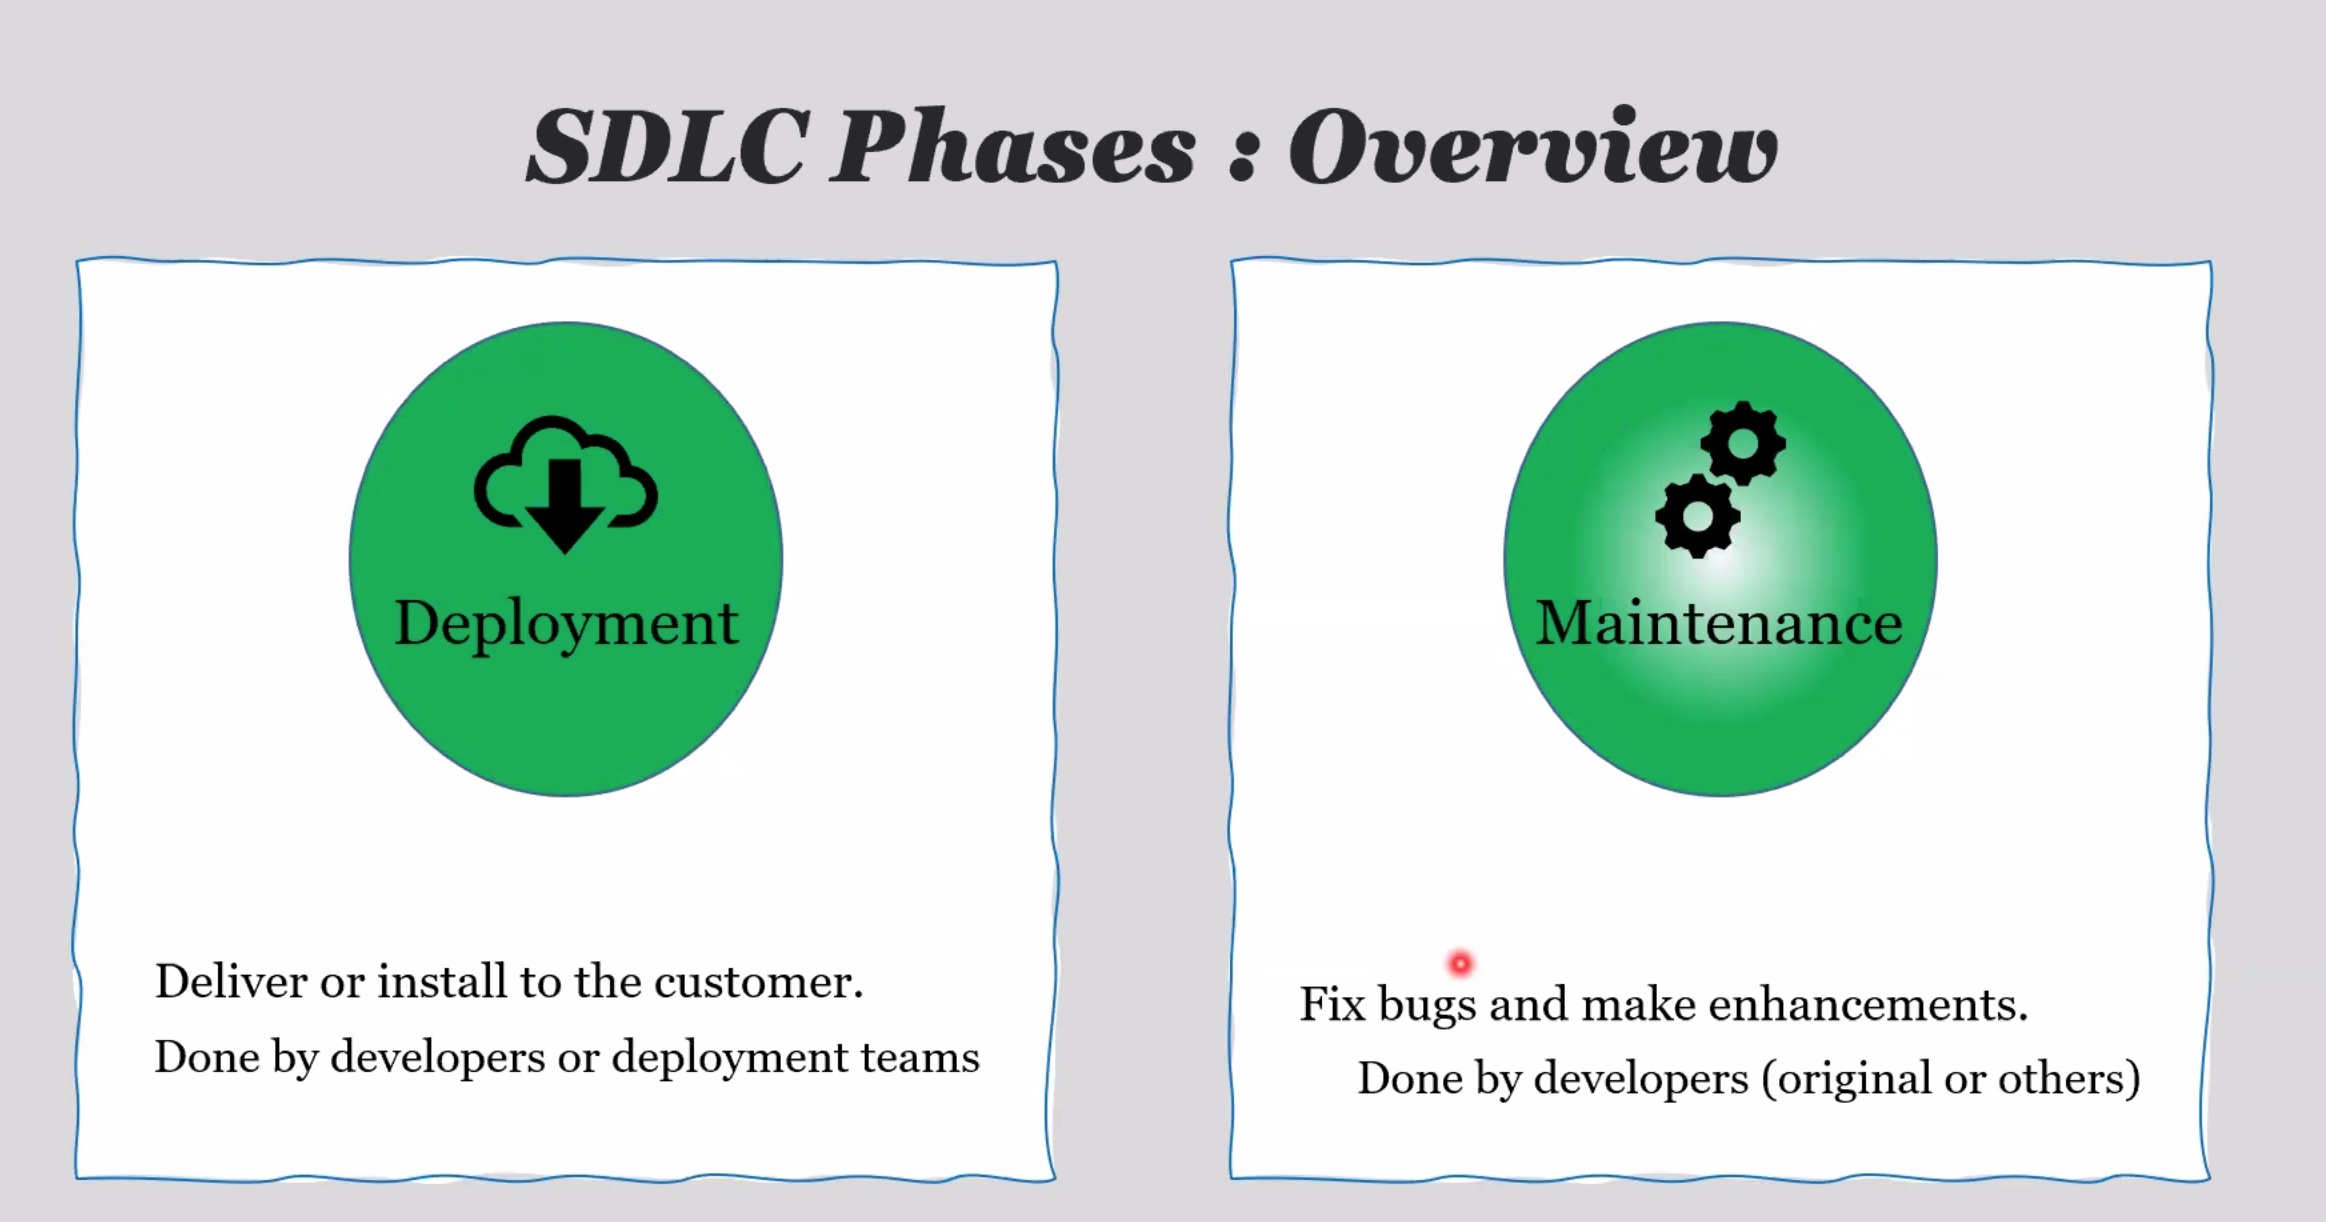 SDLC Phases : Overview
Deployment
Deliver or install to the customer.
Done by developers or deployment teams
Maintenance
Fix bugs and make enhancements.
Done by developers (original or others)